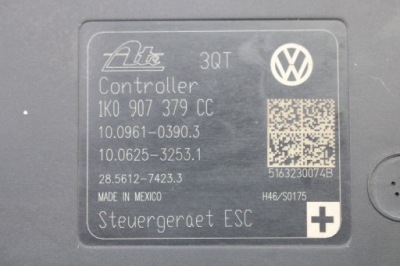 Ate 3QT
Controller
1K0 907 379 CC
10.0961-0390.3
10.0625-3253.1
28.5612-7423.3
5163230074B
MADE IN MEXICO H46/S0175
Steuergeraet ESC